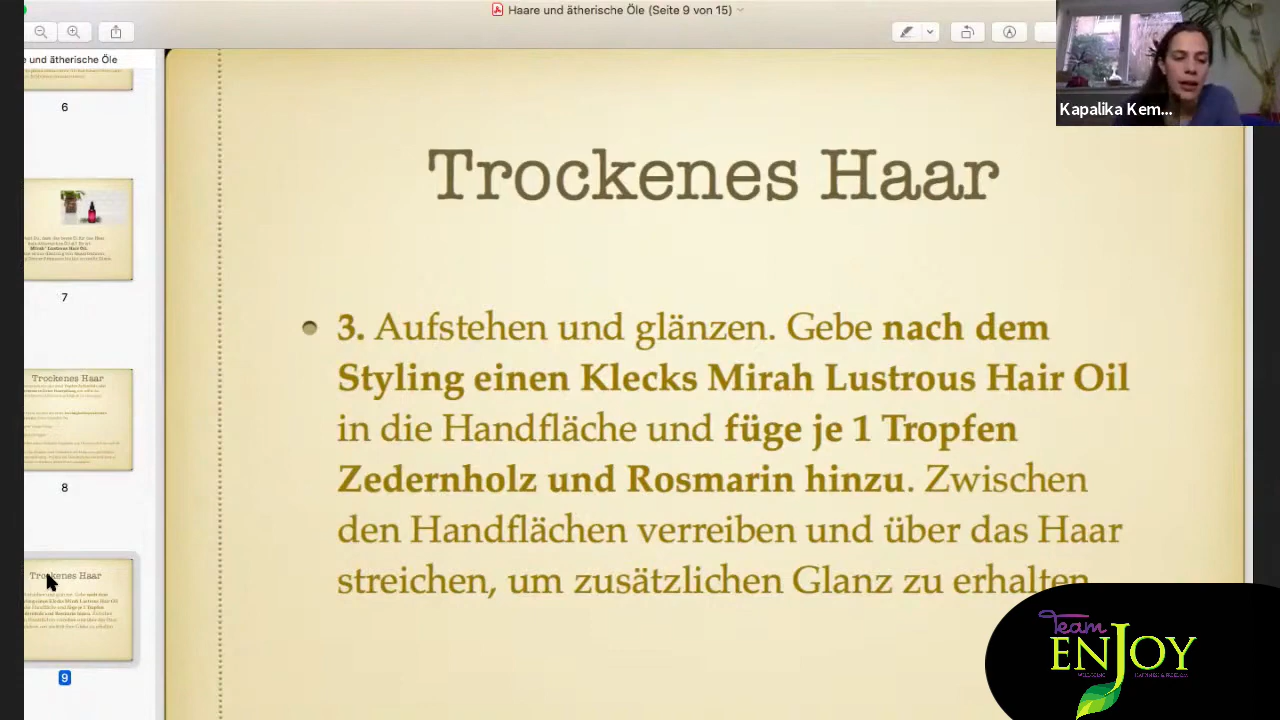 Haare und ätherische Öle (Seite 9 von 15)
e und ätherische Öle
Kapalika Kem...
6
7
Trockenes Haar
8
Trockenes Haar
9
Trockenes Haar
3. Aufstehen und glänzen. Gebe nach dem
Styling einen Klecks Mirah Lustrous Hair Oil
in die Handfläche und füge je 1 Tropfen
Zedernholz und Rosmarin hinzu. Zwischen
den Handflächen verreiben und über das Haar
streichen, um zusätzlichen Glanz zu erhalten
Team
ENJOY